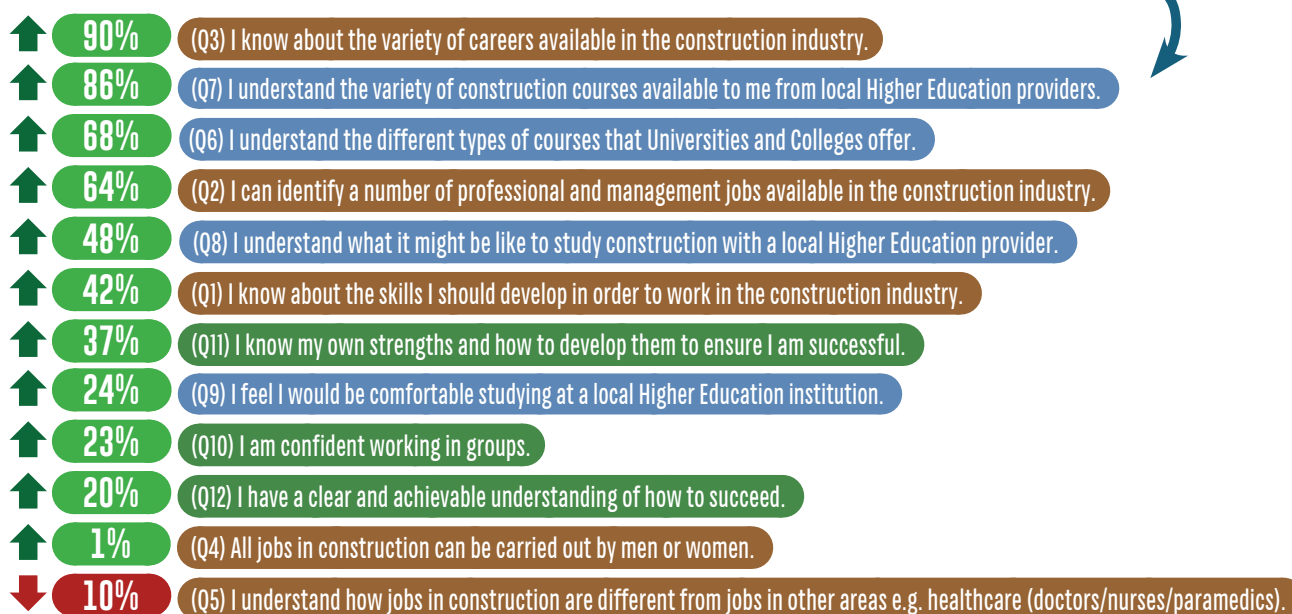 90% (Q3) I know about the variety of careers available in the construction industry.
86% (Q7) I understand the variety of construction courses available to me from local Higher Education providers.
68% (Q6) I understand the different types of courses that Universities and Colleges offer.
64% (Q2) I can identify a number of professional and management jobs available in the construction industry.
48% (Q8) I understand what it might be like to study construction with a local Higher Education provider.
42% (Q1) I know about the skills I should develop in order to work in the construction industry.
37% (Q11) I know my own strengths and how to develop them to ensure I am successful.
24% (Q9) I feel I would be comfortable studying at a local Higher Education institution.
23% (Q10) I am confident working in groups.
20% (Q12) I have a clear and achievable understanding of how to succeed.
1% (Q4) All jobs in construction can be carried out by men or women.
10% (Q5) I understand how jobs in construction are different from jobs in other areas e.g. healthcare (doctors/nurses/paramedics).